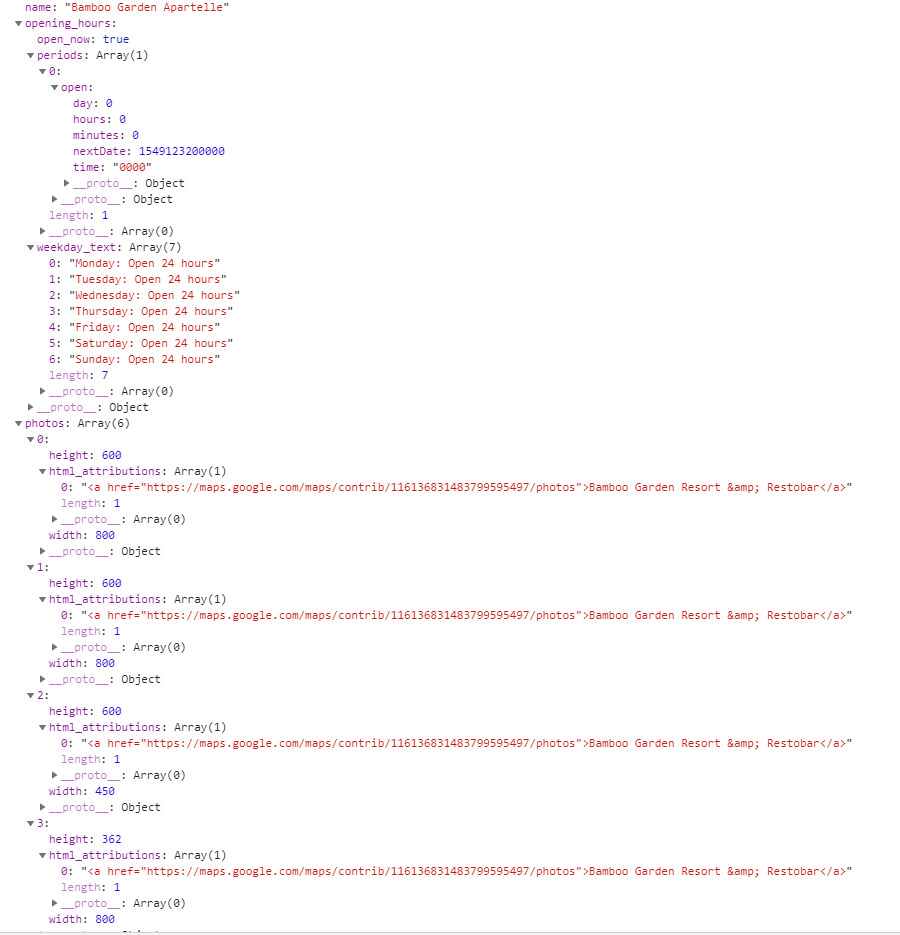 name: "Bamboo Garden Apartelle"
▼opening_hours:
open_now: true
▼periods: Array(1)
▼0:
▼open:
day: 0
hours: 0
minutes: 0
nextDate: 1549123200000
time: "0000"
▶__proto__: Object
▶__proto__: Object
length: 1
▶__proto__: Array(0)
▼weekday_text: Array(7)
0: "Monday: Open 24 hours"
1: "Tuesday: Open 24 hours"
2: "Wednesday: Open 24 hours"
3: "Thursday: Open 24 hours"
4: "Friday: Open 24 hours"
5: "Saturday: Open 24 hours"
6: "Sunday: Open 24 hours"
length: 7
▶__proto__: Array(0)
▶__proto__: Object
▼photos: Array(6)
▼0:
height: 600
▼html_attributions: Array(1)
0: "<a href="https://maps.google.com/maps/contrib/116136831483799595497/photos">Bamboo Garden Resort &amp; Restobar</a>"
length: 1
▶__proto__: Array(0)
width: 800
▶__proto__: Object
▼1:
height: 600
▼html_attributions: Array(1)
0: "<a href="https://maps.google.com/maps/contrib/116136831483799595497/photos">Bamboo Garden Resort &amp; Restobar</a>"
length: 1
▶__proto__: Array(0)
width: 800
▶__proto__: Object
▼2:
height: 600
▼html_attributions: Array(1)
0: "<a href="https://maps.google.com/maps/contrib/116136831483799595497/photos">Bamboo Garden Resort &amp; Restobar</a>"
length: 1
▶__proto__: Array(0)
width: 450
▶__proto__: Object
▼3:
height: 362
▼html_attributions: Array(1)
0: "<a href="https://maps.google.com/maps/contrib/116136831483799595497/photos">Bamboo Garden Resort &amp; Restobar</a>"
length: 1
▶__proto__: Array(0)
width: 800